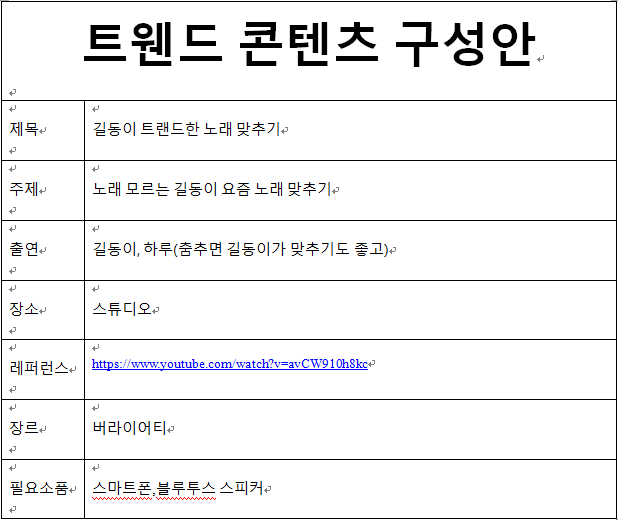 트웬드 콘텐츠 구성안
제목
길동이 트랜드한 노래 맞추기
주제
노래 모르는 길동이 요즘 노래 맞추기
출연
길동이, 하루(춤추면 길동이가 맞추기도 좋고)
장소
스튜디오
레퍼런스
https://www.youtube.com/watch?v=avCW910h8kc
장르
버라이어티
필요소품
스마트폰,블루투스 스피커